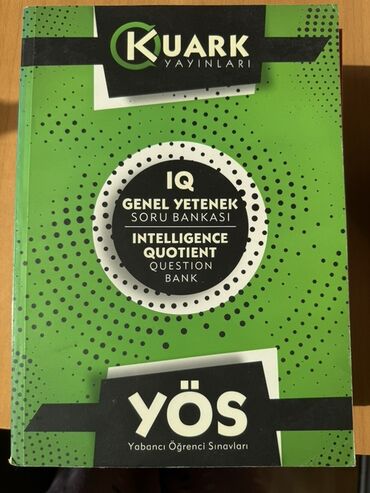 KUARK
YAYINLARI
IQ
GENEL YETENEK
SORU BANKASI
INTELLIGENCE
QUOTIENT
QUESTION
BANK
YÖS
Yabancı Öğrenci Sınavları